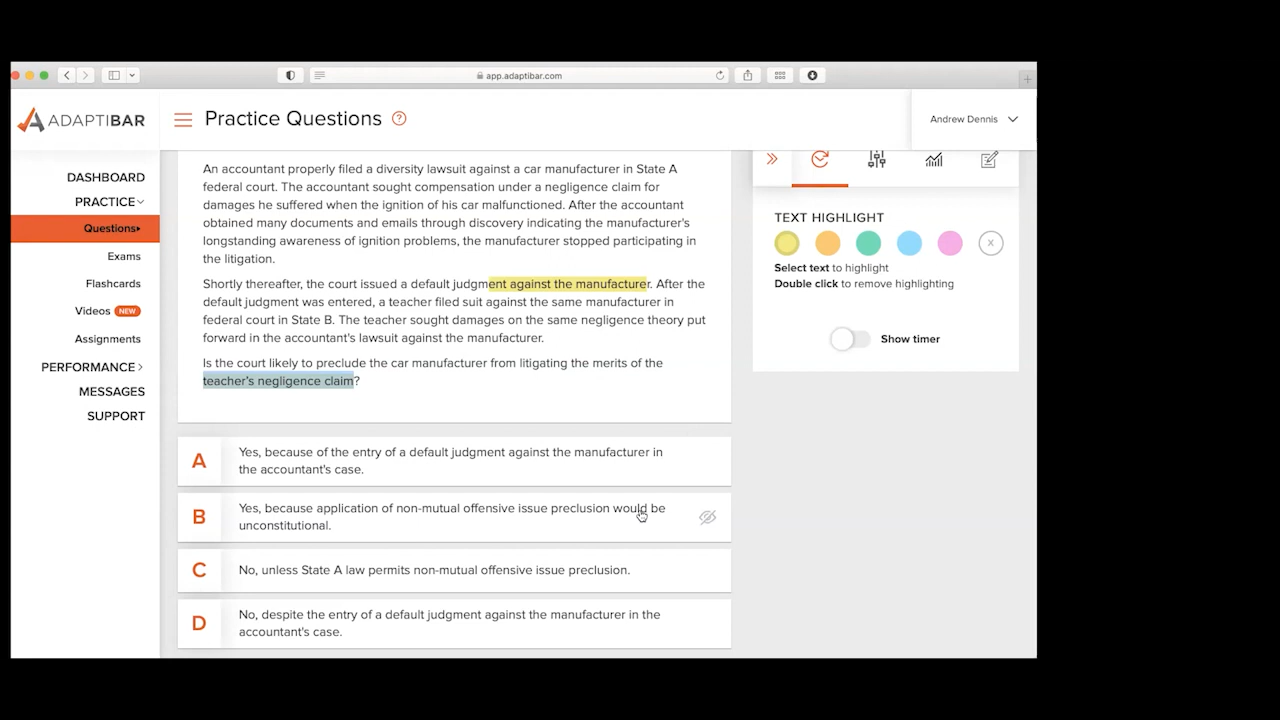 app.adaptibar.com
ADAPTIBAR
Practice Questions ?
Andrew Dennis
DASHBOARD
PRACTICE
Questions
Exams
Flashcards
Videos NEW
Assignments
PERFORMANCE
MESSAGES
SUPPORT
An accountant properly filed a diversity lawsuit against a car manufacturer in State A
federal court. The accountant sought compensation under a negligence claim for
damages he suffered when the ignition of his car malfunctioned. After the accountant
obtained many documents and emails through discovery indicating the manufacturer's
longstanding awareness of ignition problems, the manufacturer stopped participating in
the litigation.
Shortly thereafter, the court issued a default judgment against the manufacturer. After the
default judgment was entered, a teacher filed suit against the same manufacturer in
federal court in State B. The teacher sought damages on the same negligence theory put
forward in the accountant's lawsuit against the manufacturer.
Is the court likely to preclude the car manufacturer from litigating the merits of the
teacher's negligence claim?
A
Yes, because of the entry of a default judgment against the manufacturer in
the accountant's case.
B
Yes, because application of non-mutual offensive issue preclusion would be
unconstitutional.
C
No, unless State A law permits non-mutual offensive issue preclusion.
D
No, despite the entry of a default judgment against the manufacturer in the
accountant's case.
TEXT HIGHLIGHT
X
Select text to highlight
Double click to remove highlighting
Show timer